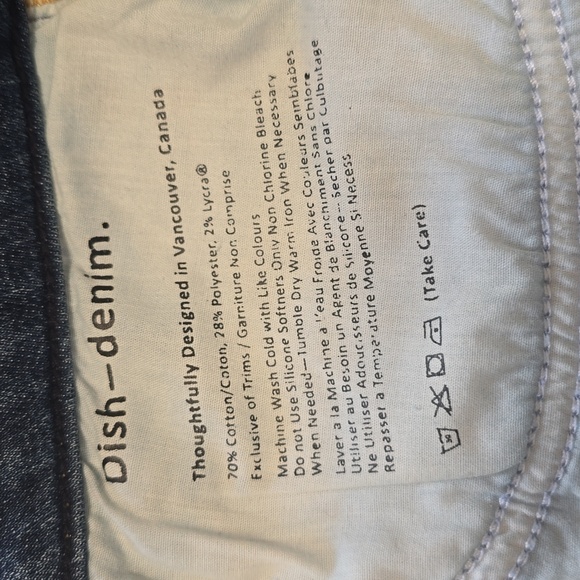 Dish—denim.
Thoughtfully Designed in Vancouver, Canada
70% Cotton/Coton, 28% Polyester, 2% Lycra®
Exclusive of Trims / Garniture Non Comprise
Machine Wash Cold with Like Colours
Do not Use Silicone Softners Only Non Chlorine Bleach
When Needed—Tumble Dry Warm Iron When Necessary
Laver a la Machine a l'eau Froide Avec Couleurs Semblabes
Utiliser au Besoin un Agent de Blanchiment Sans Chlore
Ne Utiliser Adoucisseurs de Silicore—Secher par Culbutage
Repasser a Temperature Moyenne Si Necess
(Take Care)